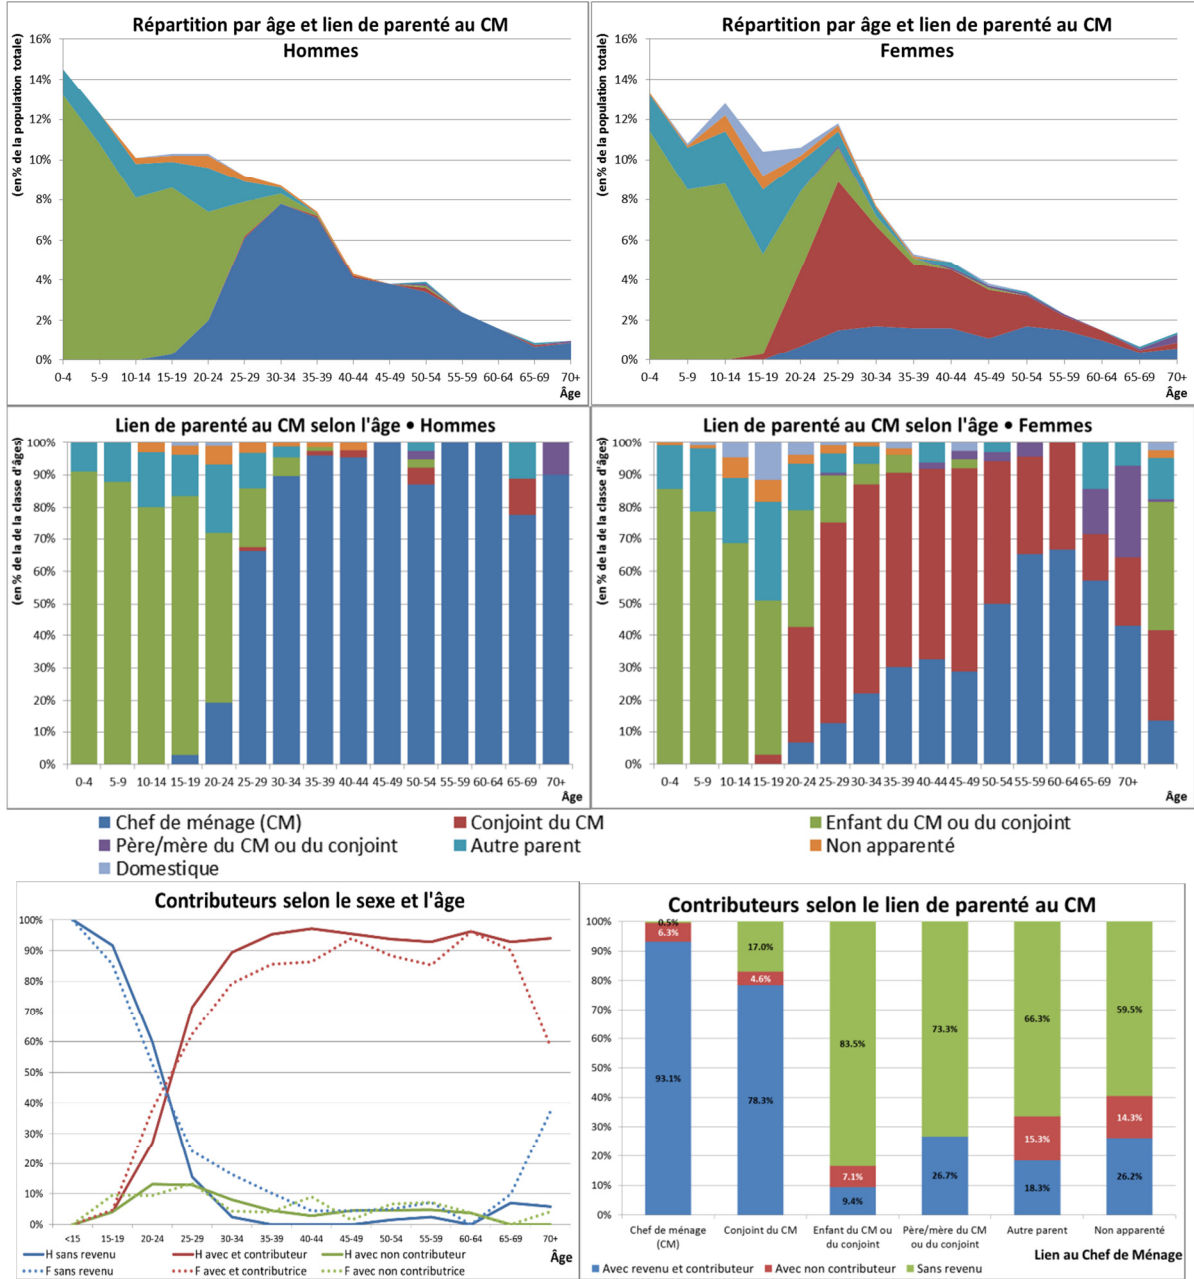 Répartition par âge et lien de parenté au CM
Hommes
(en % de la population totale)
16%
14%
12%
10%
8%
6%
4%
2%
0%
0-4 5-9 10-14 15-19 20-24 25-29 30-34 35-39 40-44 45-49 50-54 55-59 60-64 65-69 70+
Âge
Répartition par âge et lien de parenté au CM
Femmes
(en % de la population totale)
16%
14%
12%
10%
8%
6%
4%
2%
0%
0-4 5-9 10-14 15-19 20-24 25-29 30-34 35-39 40-44 45-49 50-54 55-59 60-64 65-69 70+
Âge
Lien de parenté au CM selon l'âge • Hommes
(en % de la de la classe d'âges)
100%
90%
80%
70%
60%
50%
40%
30%
20%
10%
0%
0-4 5-9 10-14 15-19 20-24 25-29 30-34 35-39 40-44 45-49 50-54 55-59 60-64 65-69 70+
Âge
Lien de parenté au CM selon l'âge • Femmes
(en % de la de la classe d'âges)
100%
90%
80%
70%
60%
50%
40%
30%
20%
10%
0%
0-4 5-9 10-14 15-19 20-24 25-29 30-34 35-39 40-44 45-49 50-54 55-59 60-64 65-69 70+
Âge
Chef de ménage (CM) Conjoint du CM Enfant du CM ou du conjoint
Père/mère du CM ou du conjoint Autre parent Non apparenté
Domestique
Contributeurs selon le sexe et l'âge
100%
90%
80%
70%
60%
50%
40%
30%
20%
10%
0%
<15 15-19 20-24 25-29 30-34 35-39 40-44 45-49 50-54 55-59 60-64 65-69 70+
Âge
H sans revenu H avec et contributeur H avec non contributeur
F sans revenu F avec et contributrice F avec non contributrice
Contributeurs selon le lien de parenté au CM
100%
90%
80%
70%
60%
50%
40%
30%
20%
10%
0%
0.5%
6.3%
93.1%
17.0%
4.6%
78.3%
83.5%
7.1%
9.4%
73.3%
26.7%
66.3%
15.3%
18.3%
59.5%
14.3%
26.2%
Chef de ménage (CM)
Conjoint du CM
Enfant du CM ou du conjoint
Père/mère du CM ou du conjoint
Autre parent
Non apparenté
Lien au Chef de Ménage
Avec revenu et contributeur Avec non contributeur Sans revenu